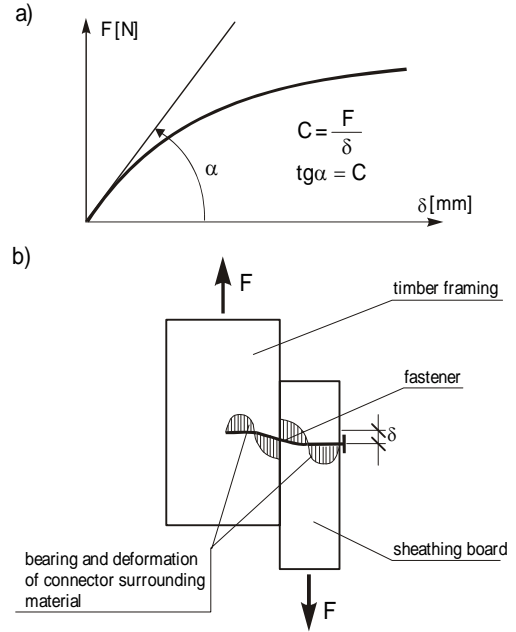 a)
F [N]
C = F/δ
tgα = C
α
δ [mm]
b)
F
timber framing
fastener
δ
bearing and deformation
of connector surrounding
material
sheathing board
F